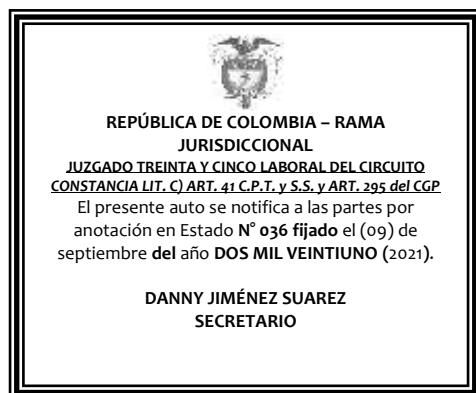 REPÚBLICA DE COLOMBIA – RAMA
JURISDICCIONAL
JUZGADO TREINTA Y CINCO LABORAL DEL CIRCUITO
CONSTANCIA LIT. C) ART. 41 C.P.T. y S.S. y ART. 295 del CGP
El presente auto se notifica a las partes por
anotación en Estado N° 036 fijado el (09) de
septiembre del año DOS MIL VEINTIUNO (2021).
DANNY JIMÉNEZ SUAREZ
SECRETARIO